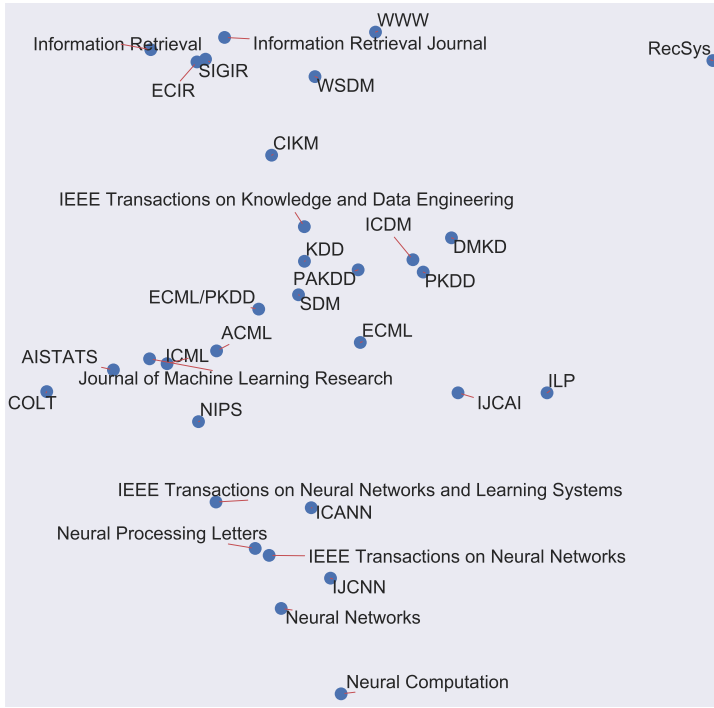 WWW
Information Retrieval
Information Retrieval Journal
RecSys
SIGIR
ECIR
WSDM
CIKM
IEEE Transactions on Knowledge and Data Engineering
ICDM
KDD
DMKD
PAKDD
PKDD
ECML/PKDD
SDM
ACML
ECML
AISTATS
ICML
Journal of Machine Learning Research
ILP
COLT
IJCAI
NIPS
IEEE Transactions on Neural Networks and Learning Systems
ICANN
Neural Processing Letters
IEEE Transactions on Neural Networks
IJCNN
Neural Networks
Neural Computation